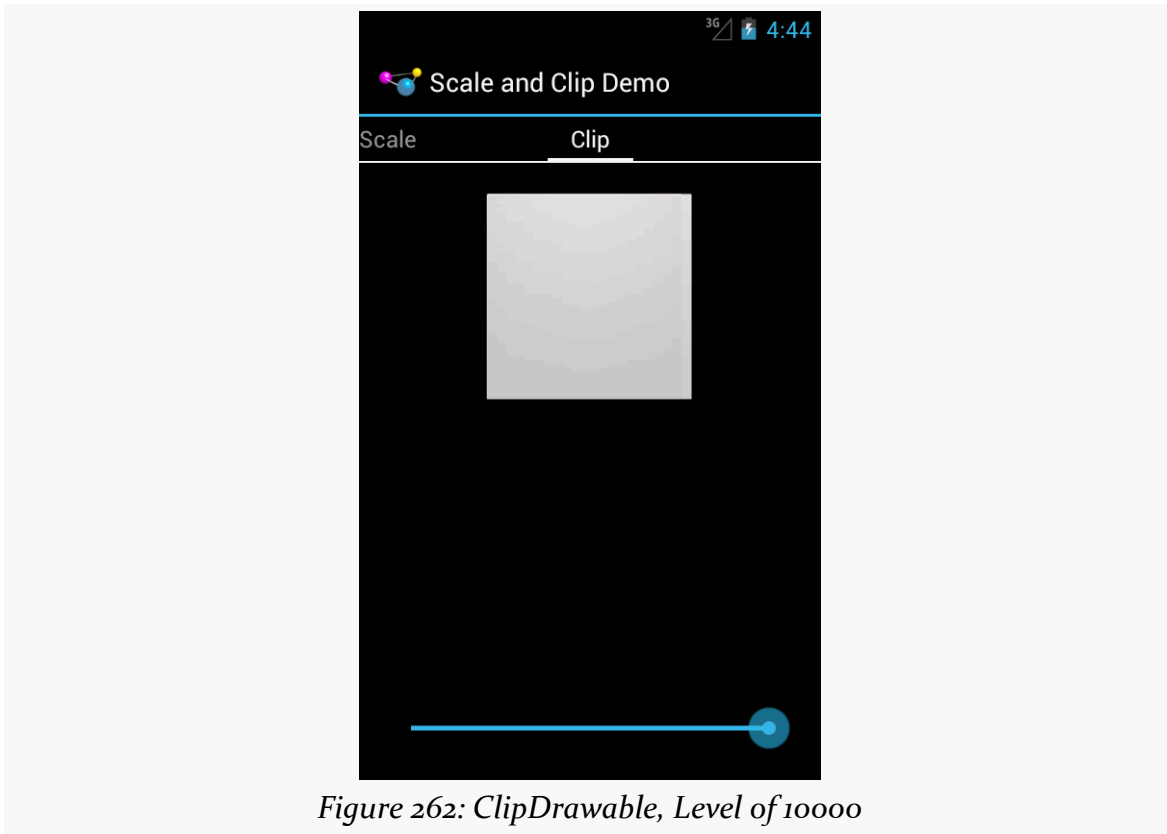 3G 4:44
Scale and Clip Demo
Scale Clip
Figure 262: ClipDrawable, Level of 10000